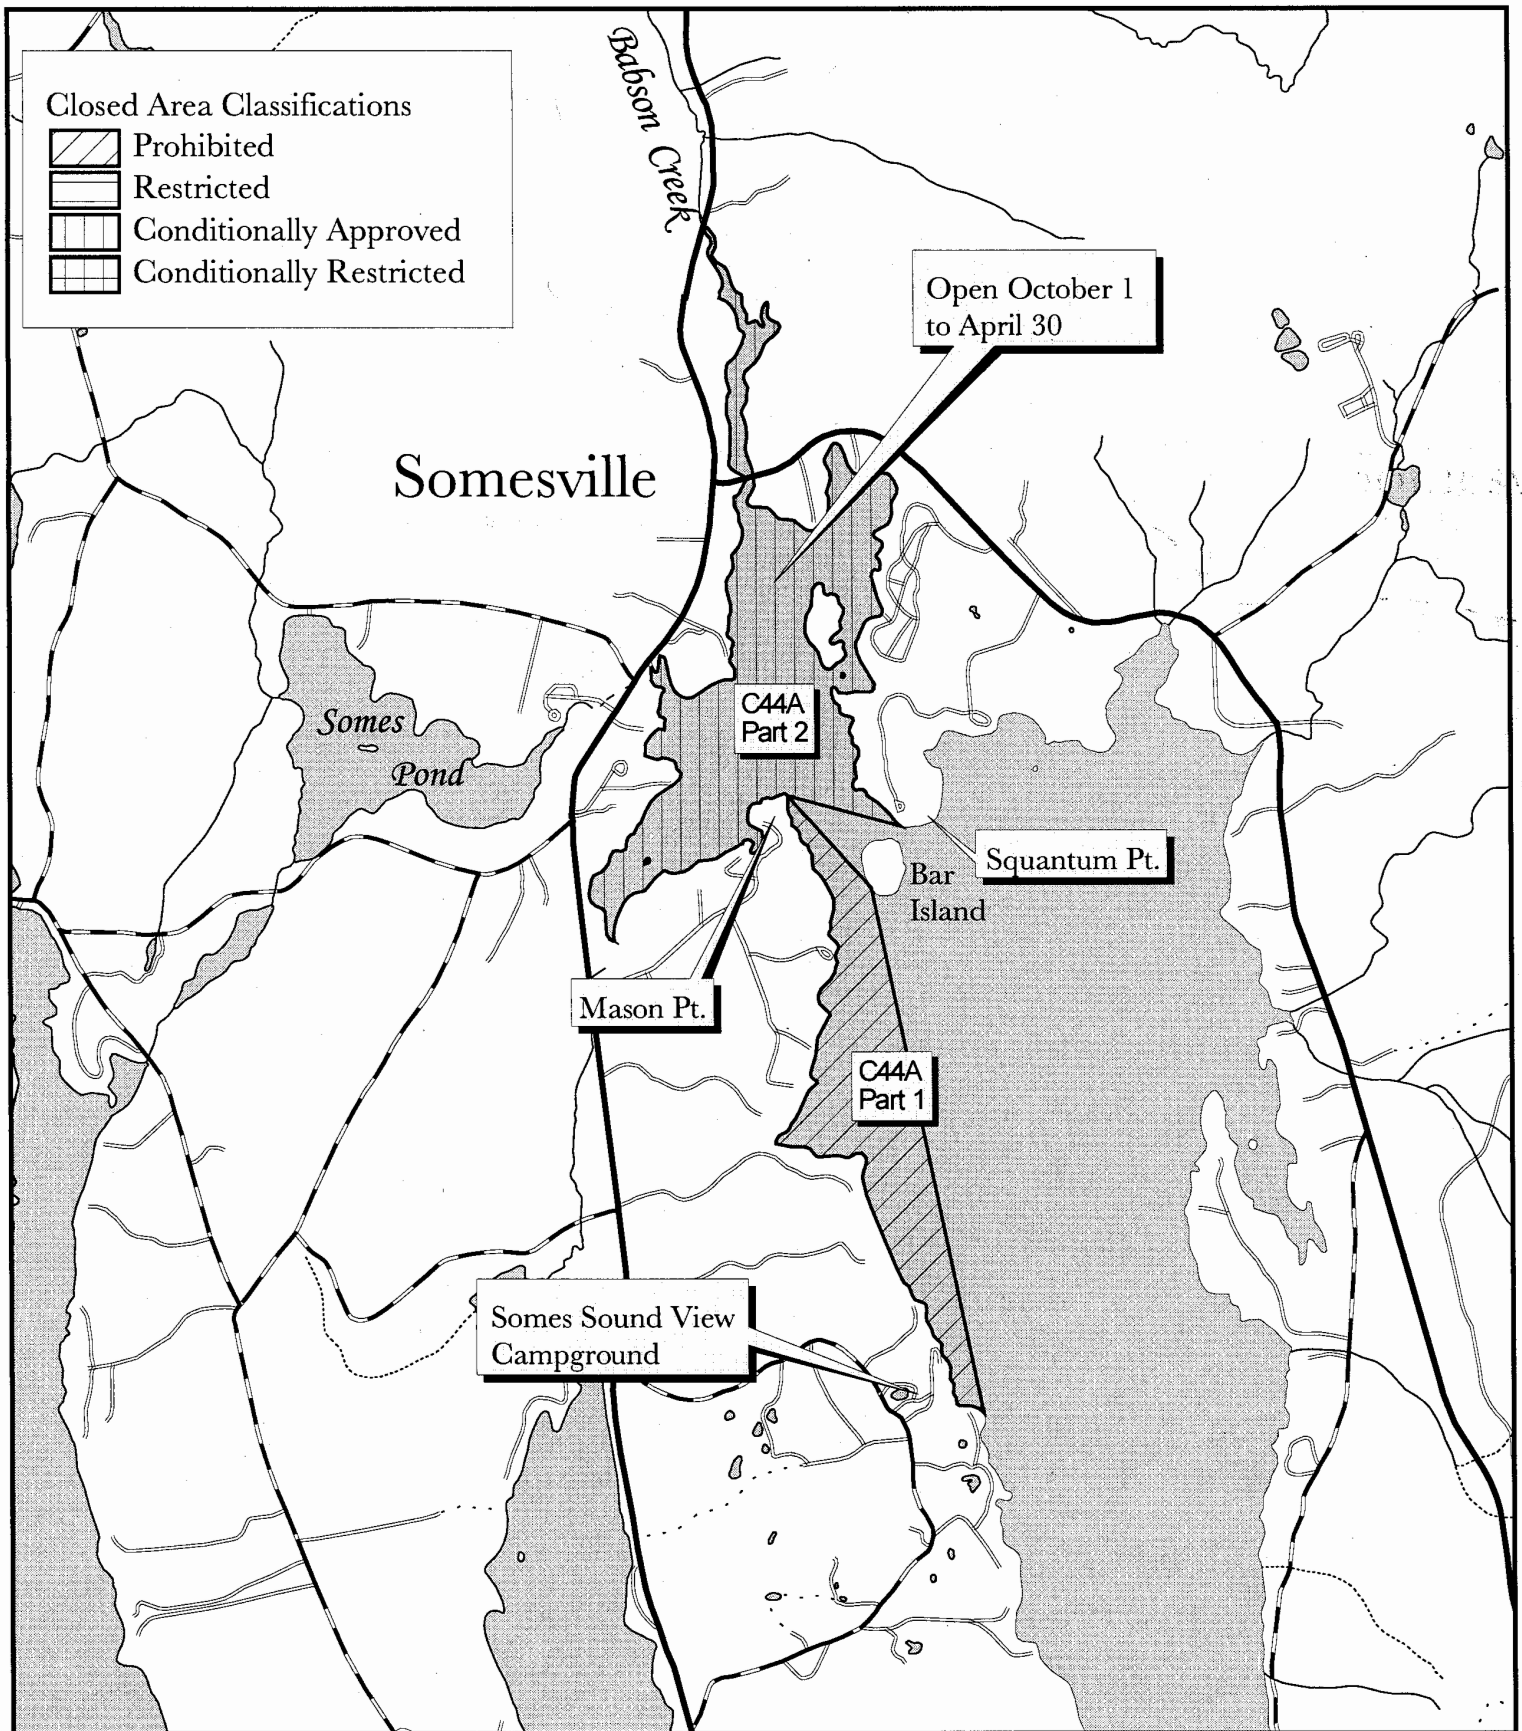 Closed Area Classifications
Prohibited
Restricted
Conditionally Approved
Conditionally Restricted
Babson Creek
Open October 1
to April 30
Somesville
C44A
Part 2
Somes
Pond
Squantum Pt.
Bar
Island
Mason Pt.
C44A
Part 1
Somes Sound View
Campground